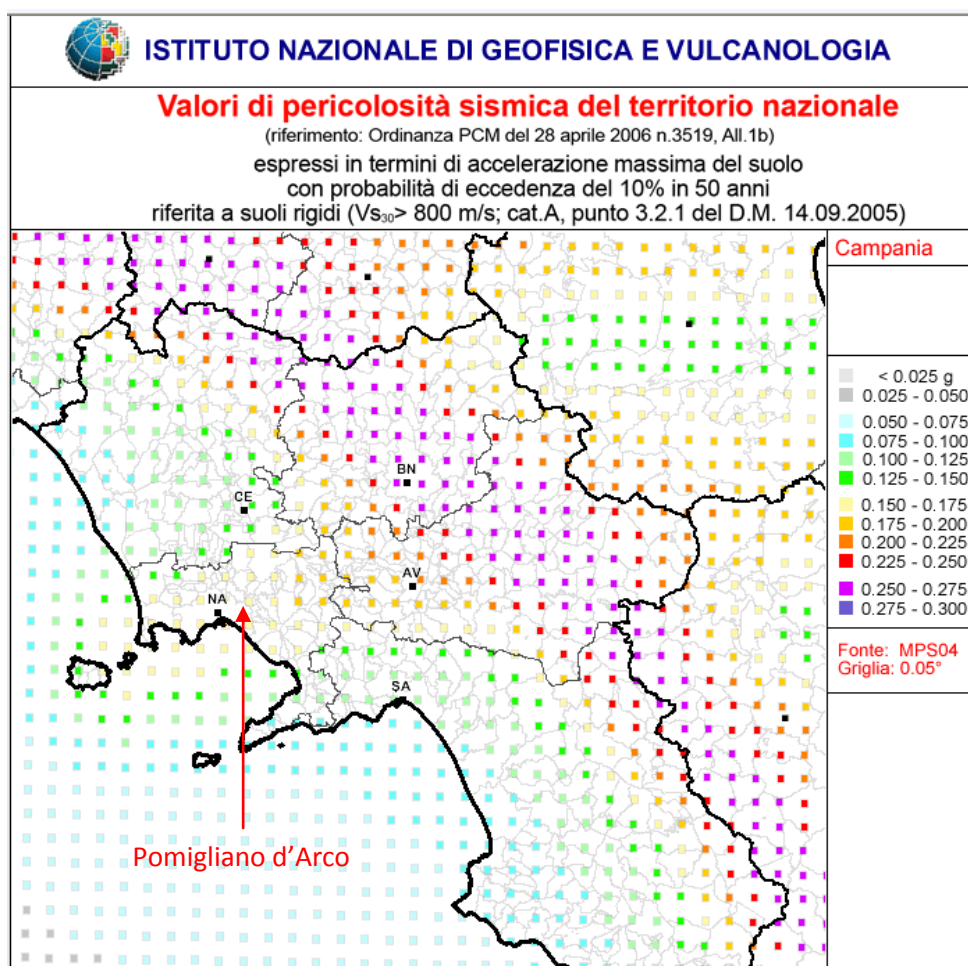 ISTITUTO NAZIONALE DI GEOFISICA E VULCANOLOGIA
Valori di pericolosità sismica del territorio nazionale
(riferimento: Ordinanza PCM del 28 aprile 2006 n.3519, All.1b)
espressi in termini di accelerazione massima del suolo
con probabilità di eccedenza del 10% in 50 anni
riferita a suoli rigidi (Vs₃₀> 800 m/s; cat.A, punto 3.2.1 del D.M. 14.09.2005)
Campania
< 0.025 g
0.025 - 0.050
0.050 - 0.075
0.075 - 0.100
0.100 - 0.125
0.125 - 0.150
0.150 - 0.175
0.175 - 0.200
0.200 - 0.225
0.225 - 0.250
0.250 - 0.275
0.275 - 0.300
Fonte: MPS04
Griglia: 0.05°
BN
CE
AV
NA
SA
Pomigliano d'Arco